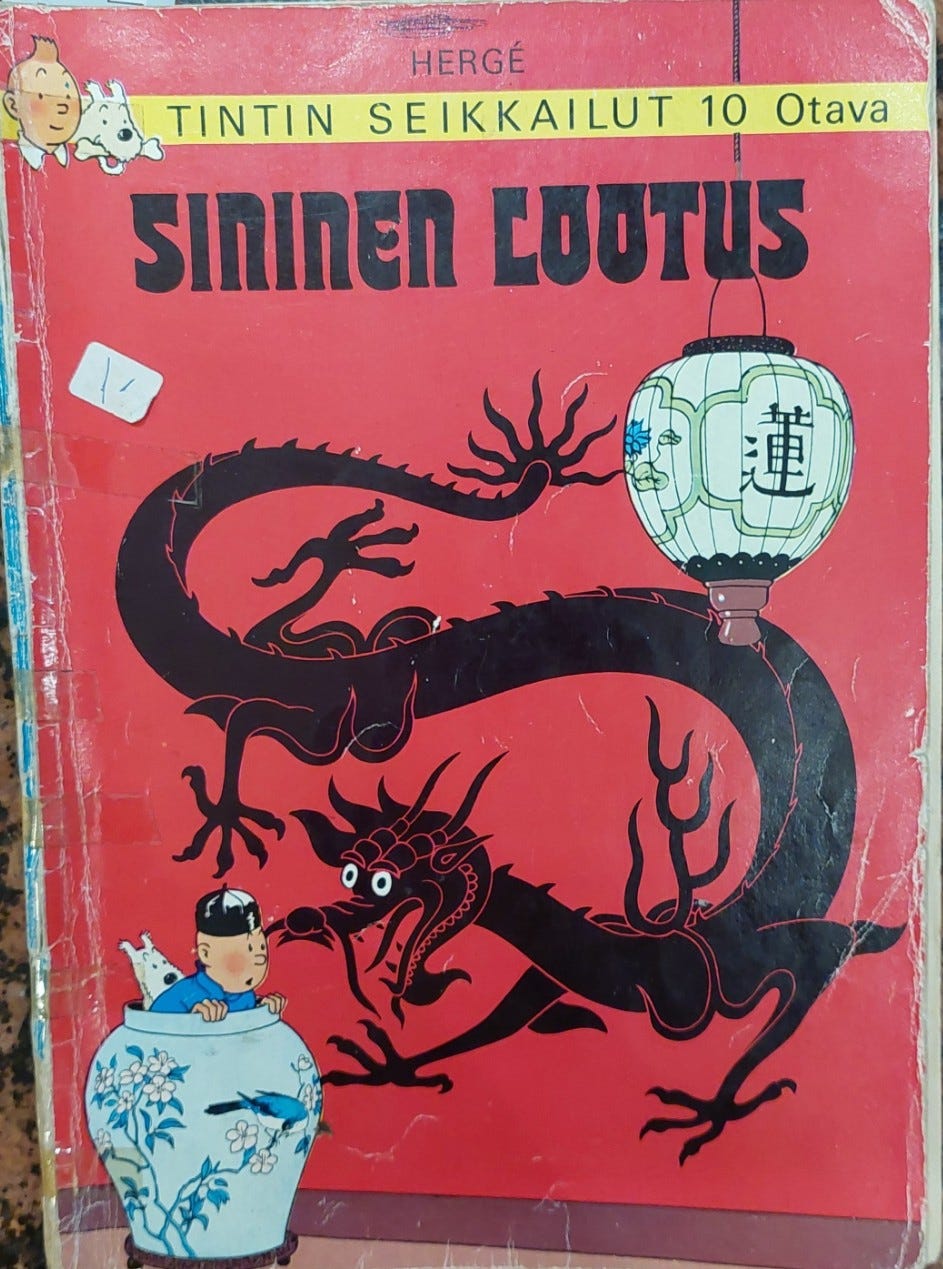 HERGÉ
TINTIN SEIKKAILUT 10 Otava
SININEN LOOTUS
蓮